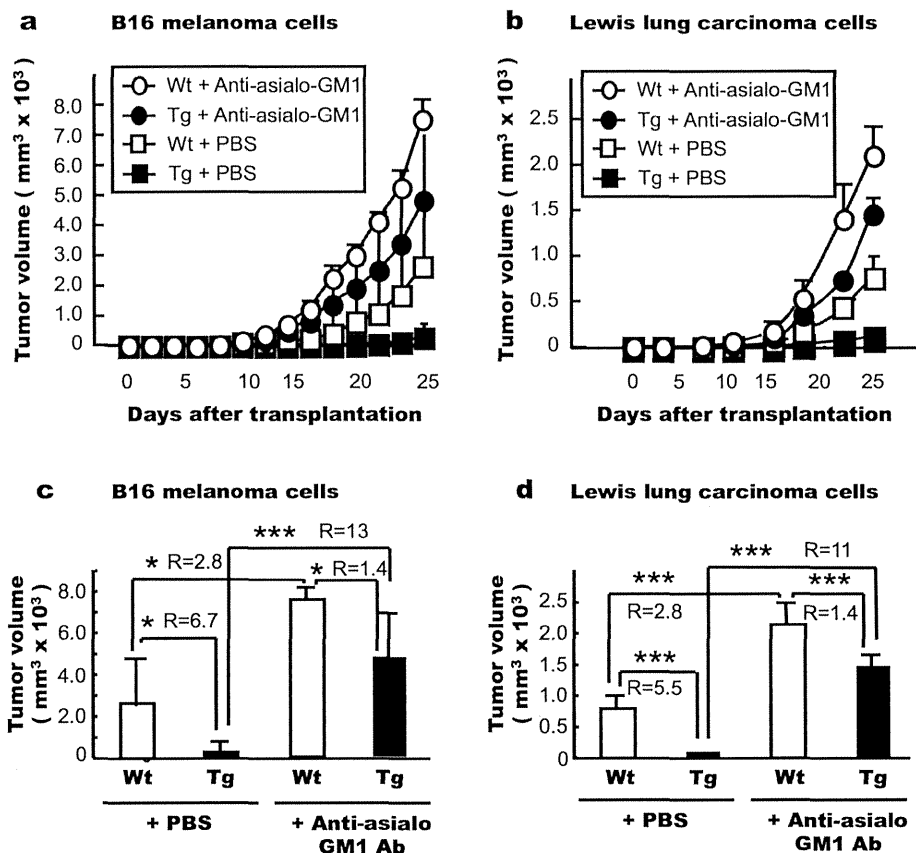 a B16 melanoma cells
Tumor volume ( mm³ x 10³)
8.0
7.0
6.0
5.0
4.0
3.0
2.0
1.0
0
Wt + Anti-asialo-GM1
Tg + Anti-asialo-GM1
Wt + PBS
Tg + PBS
0 5 10 15 20 25
Days after transplantation
b Lewis lung carcinoma cells
Tumor volume ( mm³ x 10³)
2.5
2.0
1.5
1.0
0.5
0
Wt + Anti-asialo-GM1
Tg + Anti-asialo-GM1
Wt + PBS
Tg + PBS
0 5 10 15 20 25
Days after transplantation
c B16 melanoma cells
Tumor volume ( mm³ x 10³)
8.0
6.0
4.0
2.0
0
*** R=13
* R=2.8
* R=1.4
* R=6.7
Wt Tg Wt Tg
+ PBS
+ Anti-asialo
GM1 Ab
d Lewis lung carcinoma cells
Tumor volume ( mm³ x 10³)
2.5
2.0
1.5
1.0
0.5
0
*** R=11
*** R=2.8
*** R=1.4
*** R=5.5
Wt Tg Wt Tg
+ PBS
+ Anti-asialo
GM1 Ab